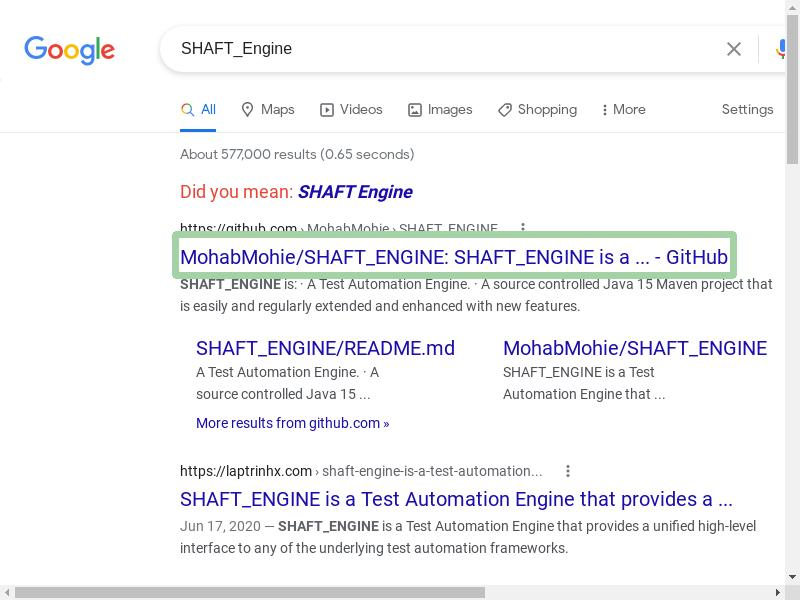 Google
SHAFT_Engine
All Maps Videos Images Shopping More Settings
About 577,000 results (0.65 seconds)
Did you mean: SHAFT Engine
https://github.com › MohabMohie › SHAFT_ENGINE
MohabMohie/SHAFT_ENGINE: SHAFT_ENGINE is a ... - GitHub
SHAFT_ENGINE is: · A Test Automation Engine. · A source controlled Java 15 Maven project that
is easily and regularly extended and enhanced with new features.
SHAFT_ENGINE/README.md
A Test Automation Engine. · A
source controlled Java 15 ...
MohabMohie/SHAFT_ENGINE
SHAFT_ENGINE is a Test
Automation Engine that ...
More results from github.com »
https://laptrinhx.com › shaft-engine-is-a-test-automation...
SHAFT_ENGINE is a Test Automation Engine that provides a ...
Jun 17, 2020 — SHAFT_ENGINE is a Test Automation Engine that provides a unified high-level
interface to any of the underlying test automation frameworks.